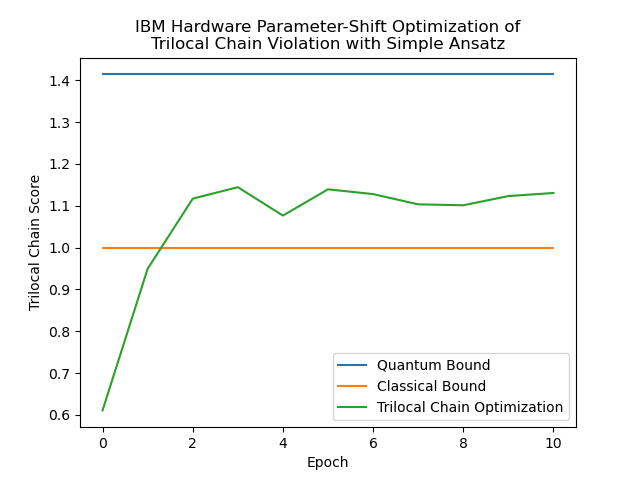 IBM Hardware Parameter-Shift Optimization of
Trilocal Chain Violation with Simple Ansatz
Trilocal Chain Score
1.4
1.3
1.2
1.1
1.0
0.9
0.8
0.7
0.6
Quantum Bound
Classical Bound
Trilocal Chain Optimization
0 2 4 6 8 10
Epoch